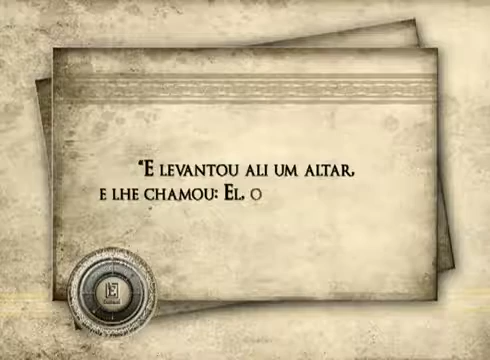 “E LEVANTOU ALI UM ALTAR,
E LHE CHAMOU: EL, O